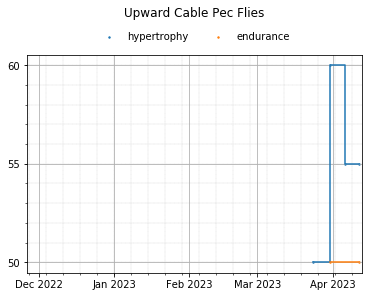 Upward Cable Pec Flies
hypertrophy endurance
60
55
50
Dec 2022 Jan 2023 Feb 2023 Mar 2023 Apr 2023